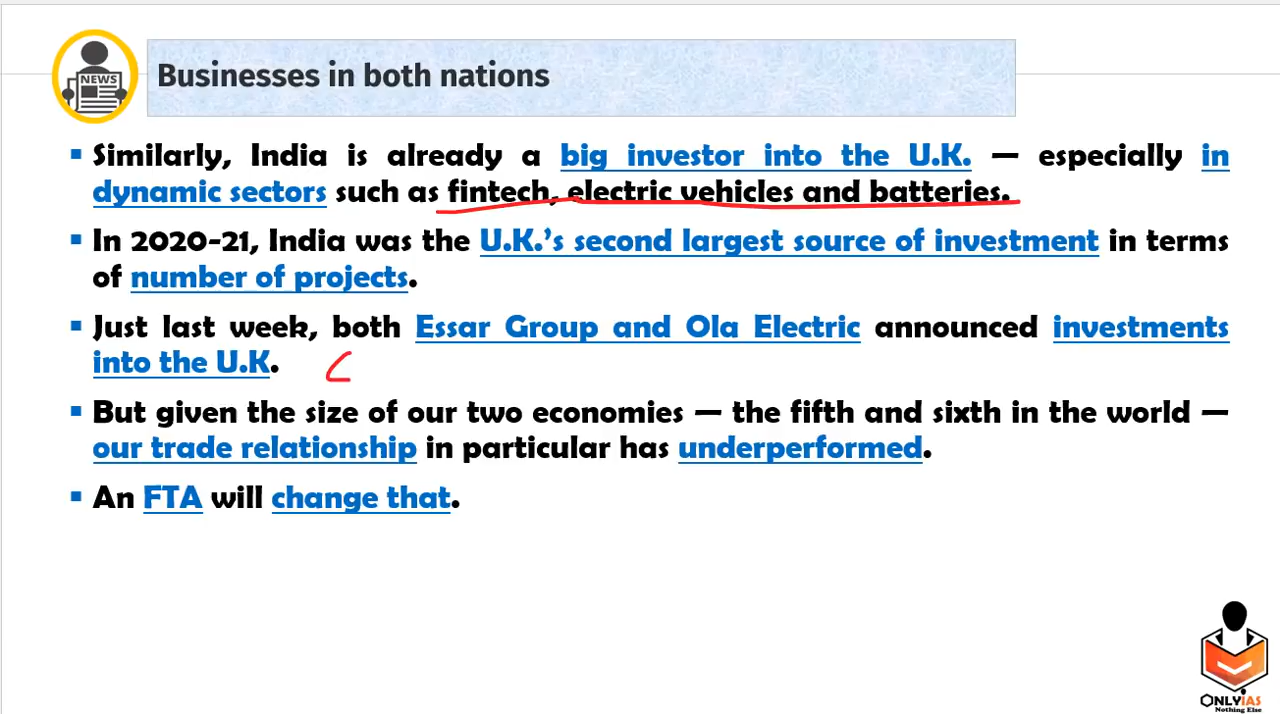 NEWS
Businesses in both nations
▪ Similarly, India is already a big investor into the U.K. — especially in
dynamic sectors such as fintech, electric vehicles and batteries.
▪ In 2020-21, India was the U.K.’s second largest source of investment in terms
of number of projects.
▪ Just last week, both Essar Group and Ola Electric announced investments
into the U.K.
▪ But given the size of our two economies — the fifth and sixth in the world —
our trade relationship in particular has underperformed.
▪ An FTA will change that.
ONLYIAS
Nothing Else